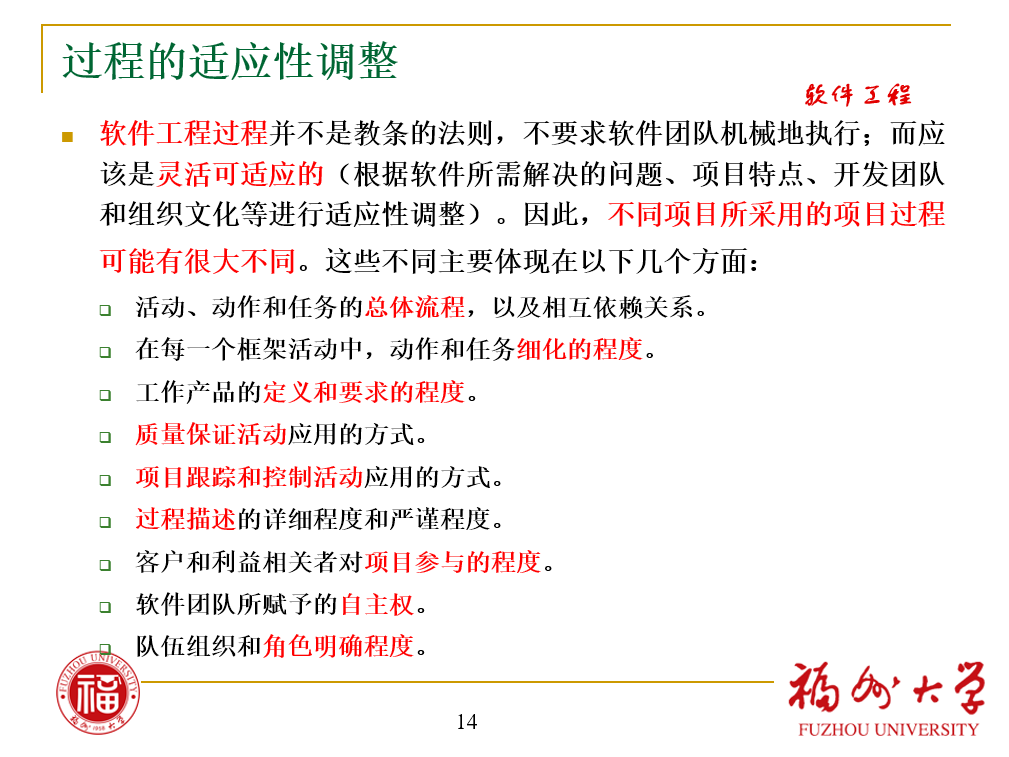 过程的适应性调整
软件工程
软件工程过程并不是教条的法则，不要求软件团队机械地执行；而应
该是灵活可适应的（根据软件所需解决的问题、项目特点、开发团队
和组织文化等进行适应性调整）。因此，不同项目所采用的项目过程
可能有很大不同。这些不同主要体现在以下几个方面：
活动、动作和任务的总体流程，以及相互依赖关系。
在每一个框架活动中，动作和任务细化的程度。
工作产品的定义和要求的程度。
质量保证活动应用的方式。
项目跟踪和控制活动应用的方式。
过程描述的详细程度和严谨程度。
客户和利益相关者对项目参与的程度。
软件团队所赋予的自主权。
队伍组织和角色明确程度。
FUZHOU UNIVERSITY
福
福州大学
1958
14
福州大学
FUZHOU UNIVERSITY